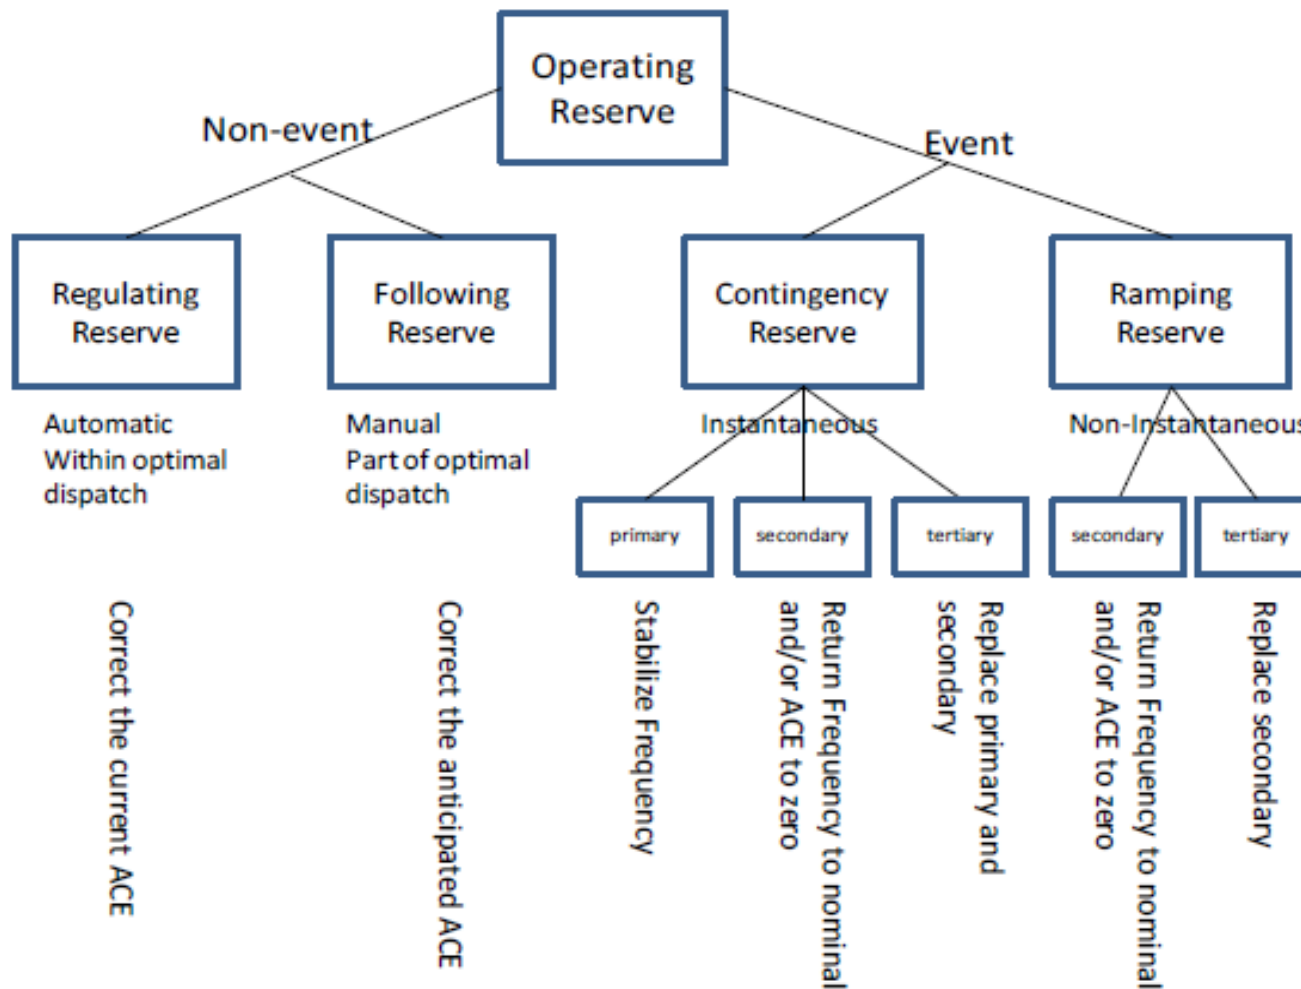 Operating
Reserve
Non-event
Event
Regulating
Reserve
Following
Reserve
Contingency
Reserve
Ramping
Reserve
Automatic
Within optimal
dispatch
Manual
Part of optimal
dispatch
Instantaneous
Non-Instantaneous
primary
secondary
tertiary
secondary
tertiary
Correct the current ACE
Correct the anticipated ACE
Stabilize Frequency
Return Frequency to nominal
and/or ACE to zero
Replace primary and
secondary
Return Frequency to nominal
and/or ACE to zero
Replace secondary